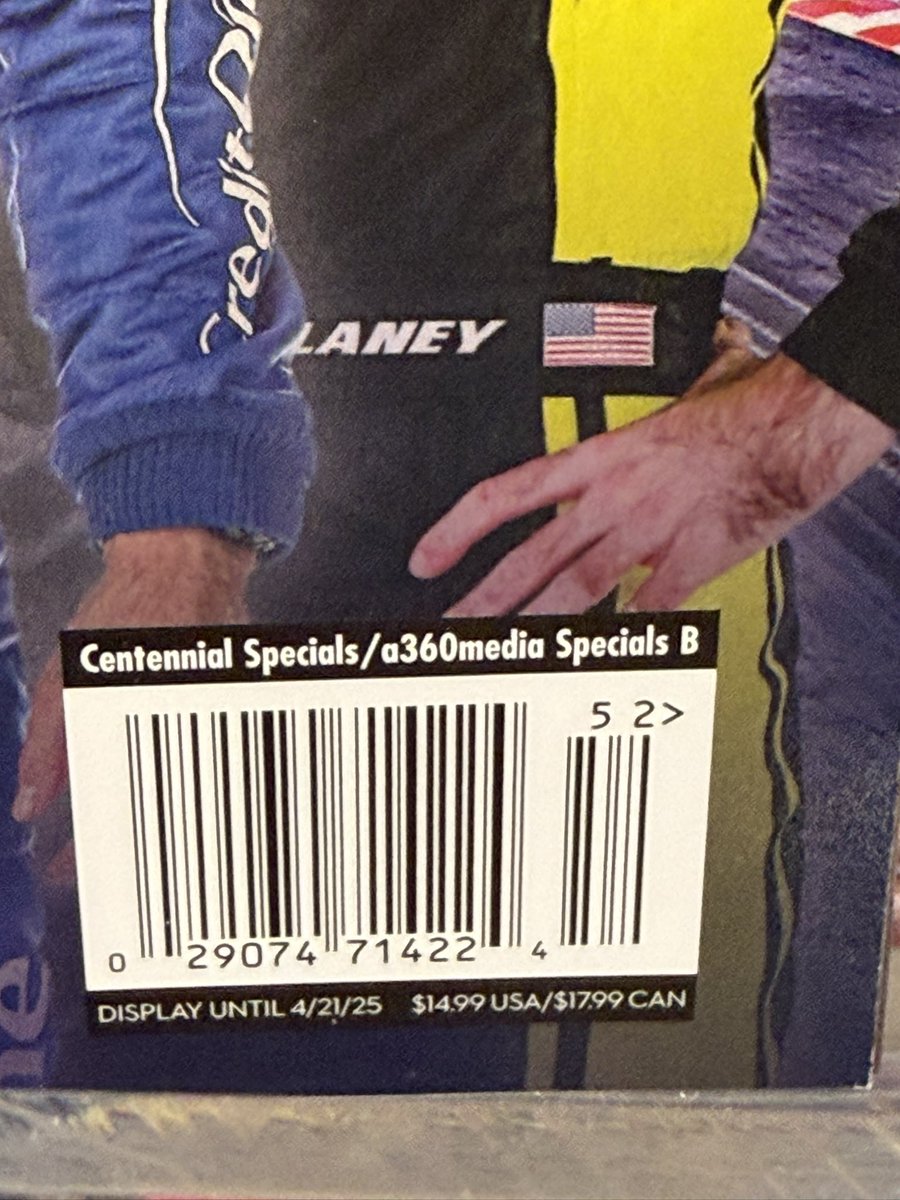 LANEY
Centennial Specials/a360media Specials B
5 2>
0 29074 71422 4
DISPLAY UNTIL 4/21/25 $14.99 USA/$17.99 CAN